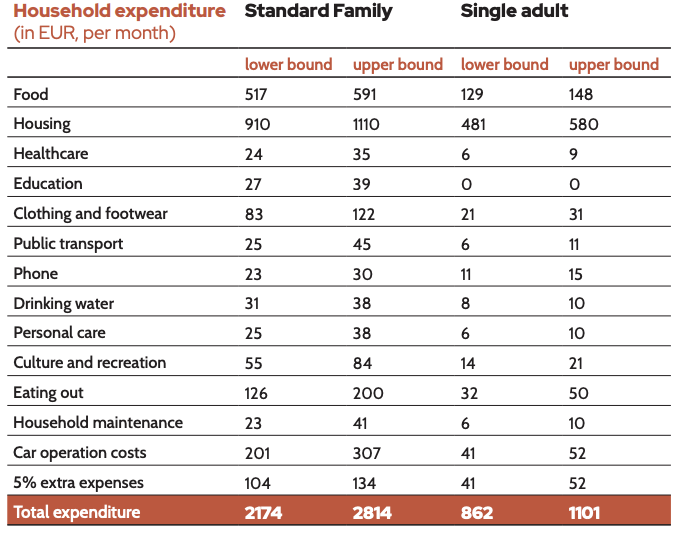 Household expenditure Standard Family Single adult
(in EUR, per month)
lower bound upper bound lower bound upper bound
Food 517 591 129 148
Housing 910 1110 481 580
Healthcare 24 35 6 9
Education 27 39 0 0
Clothing and footwear 83 122 21 31
Public transport 25 45 6 11
Phone 23 30 11 15
Drinking water 31 38 8 10
Personal care 25 38 6 10
Culture and recreation 55 84 14 21
Eating out 126 200 32 50
Household maintenance 23 41 6 10
Car operation costs 201 307 41 52
5% extra expenses 104 134 41 52
Total expenditure 2174 2814 862 1101